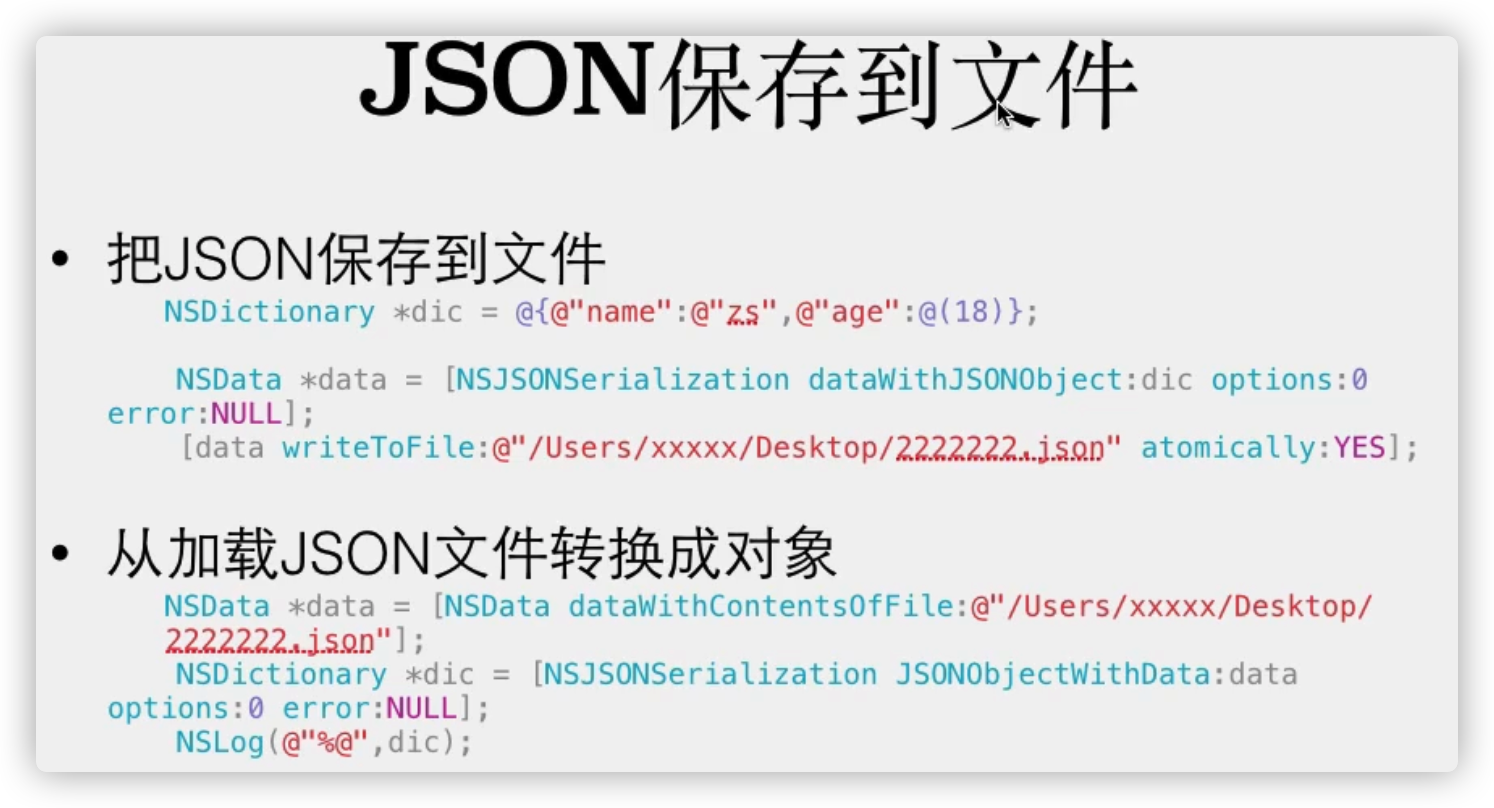 JSON保存到文件
• 把JSON保存到文件
NSDictionary *dic = @{@"name":@"zs",@"age":@(18)};
NSData *data = [NSJSONSerialization dataWithJSONObject:dic options:0
error:NULL];
[data writeToFile:@"/Users/xxxxx/Desktop/2222222.json" atomically:YES];
• 从加载JSON文件转换成对象
NSData *data = [NSData dataWithContentsOfFile:@"/Users/xxxxx/Desktop/
2222222.json"];
NSDictionary *dic = [NSJSONSerialization JSONObjectWithData:data
options:0 error:NULL];
NSLog(@"%@",dic);